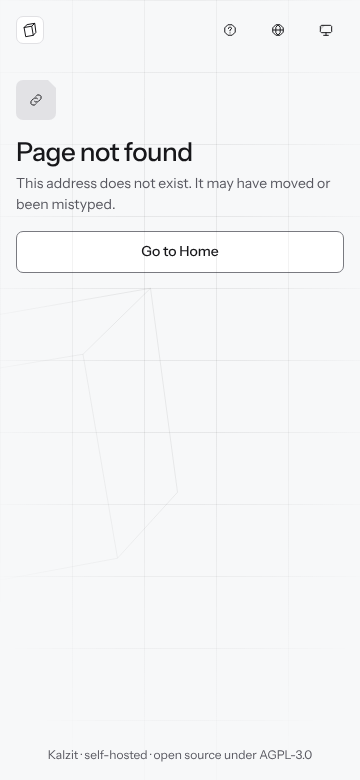 Page not found
This address does not exist. It may have moved or
been mistyped.
Go to Home
Kalzit · self-hosted · open source under AGPL-3.0